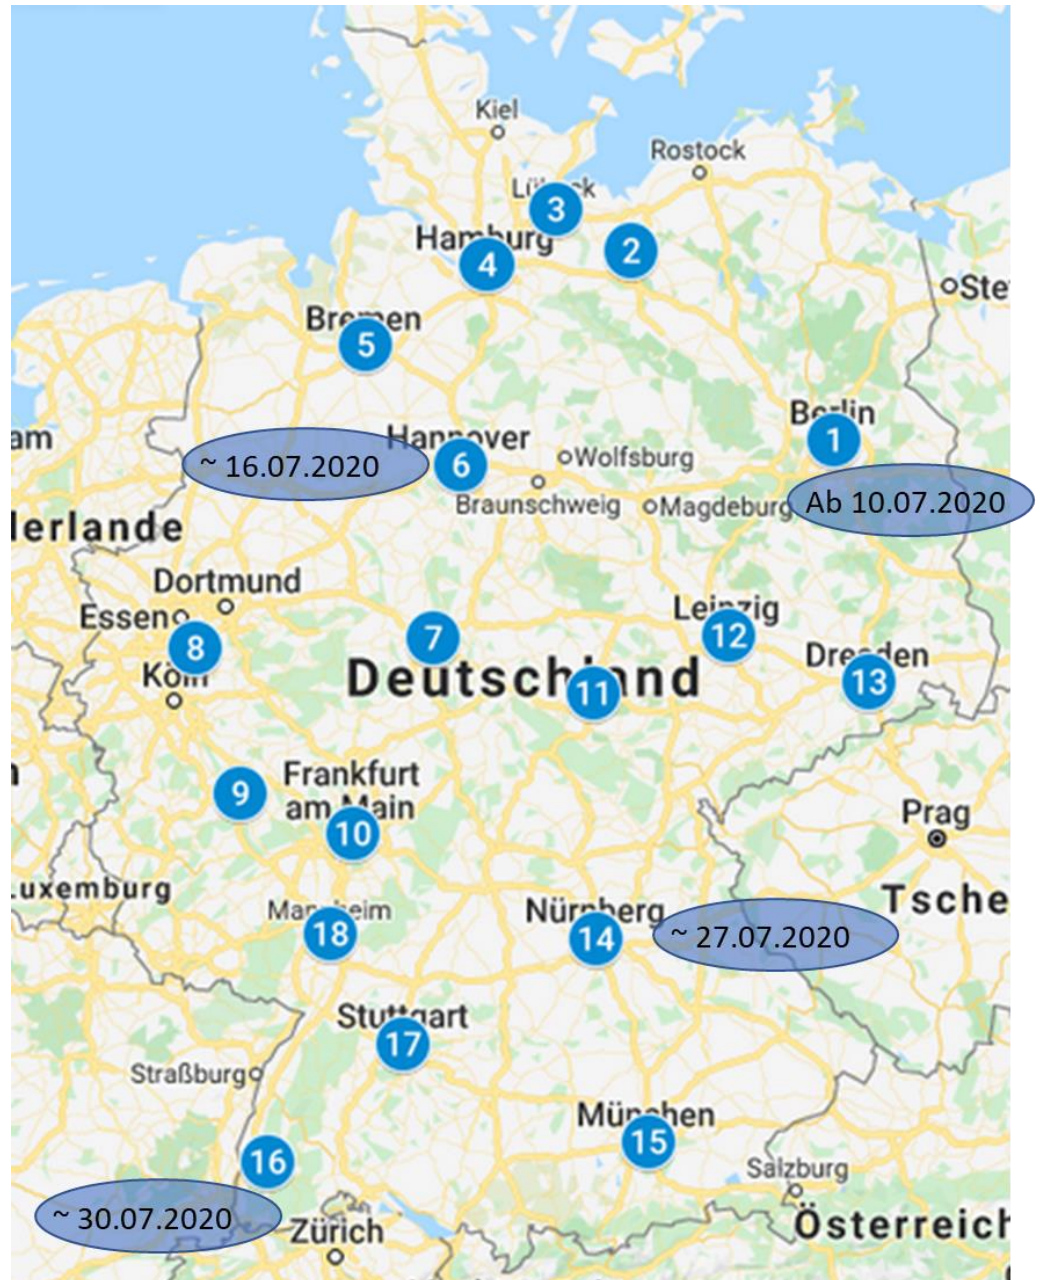 Kiel
Rostock
Lübeck
3
Hamburg
2
4
Ste
Bremen
5
Berlin
1
am
Hannover
~ 16.07.2020
6
Wolfsburg
Braunschweig
Magdeburg
Ab 10.07.2020
lerlande
Dortmund
Essen
Leipzig
7
12
8
Köln
Deutschland
11
Dresden
13
Frankfurt
am Main
9
10
Prag
Luxemburg
Tsche
Mannheim
18
Nürnberg
14
~ 27.07.2020
Stuttgart
17
Straßburg
München
15
16
Salzburg
~ 30.07.2020
Zürich
Österreich